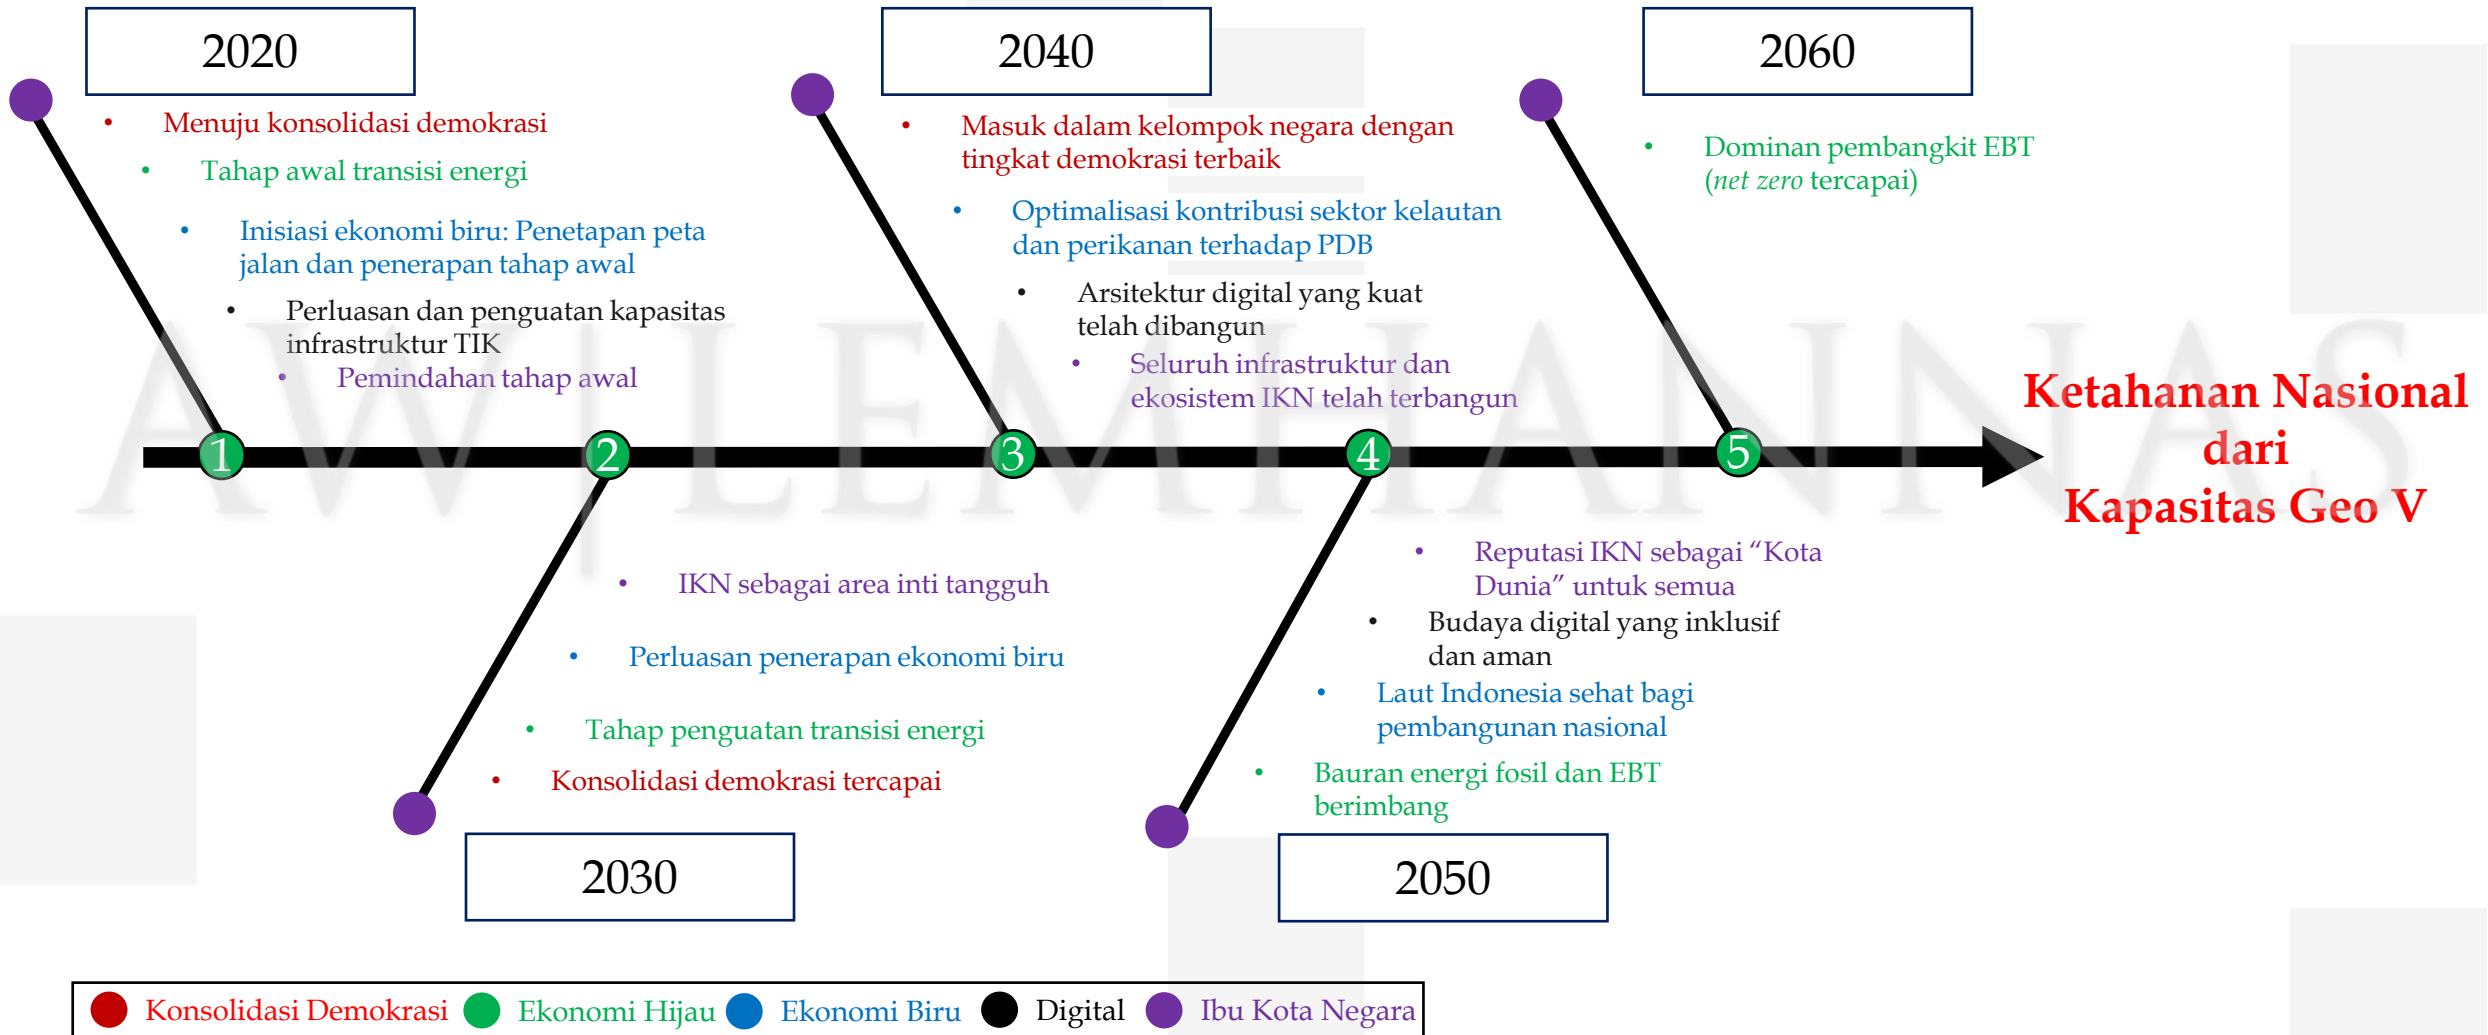 2020
• Menuju konsolidasi demokrasi
• Tahap awal transisi energi
• Inisiasi ekonomi biru: Penetapan peta
jalan dan penerapan tahap awal
• Perluasan dan penguatan kapasitas
infrastruktur TIK
• Pemindahan tahap awal
2040
• Masuk dalam kelompok negara dengan
tingkat demokrasi terbaik
• Optimalisasi kontribusi sektor kelautan
dan perikanan terhadap PDB
• Arsitektur digital yang kuat
telah dibangun
• Seluruh infrastruktur dan
ekosistem IKN telah terbangun
2060
• Dominan pembangkit EBT
(net zero tercapai)
AW | LEMHANNAS
1
2
3
4
5
Ketahanan Nasional
dari
Kapasitas Geo V
• IKN sebagai area inti tangguh
• Perluasan penerapan ekonomi biru
• Tahap penguatan transisi energi
• Konsolidasi demokrasi tercapai
2030
• Reputasi IKN sebagai “Kota
Dunia” untuk semua
• Budaya digital yang inklusif
dan aman
• Laut Indonesia sehat bagi
pembangunan nasional
• Bauran energi fosil dan EBT
berimbang
2050
Konsolidasi Demokrasi
Ekonomi Hijau
Ekonomi Biru
Digital
Ibu Kota Negara